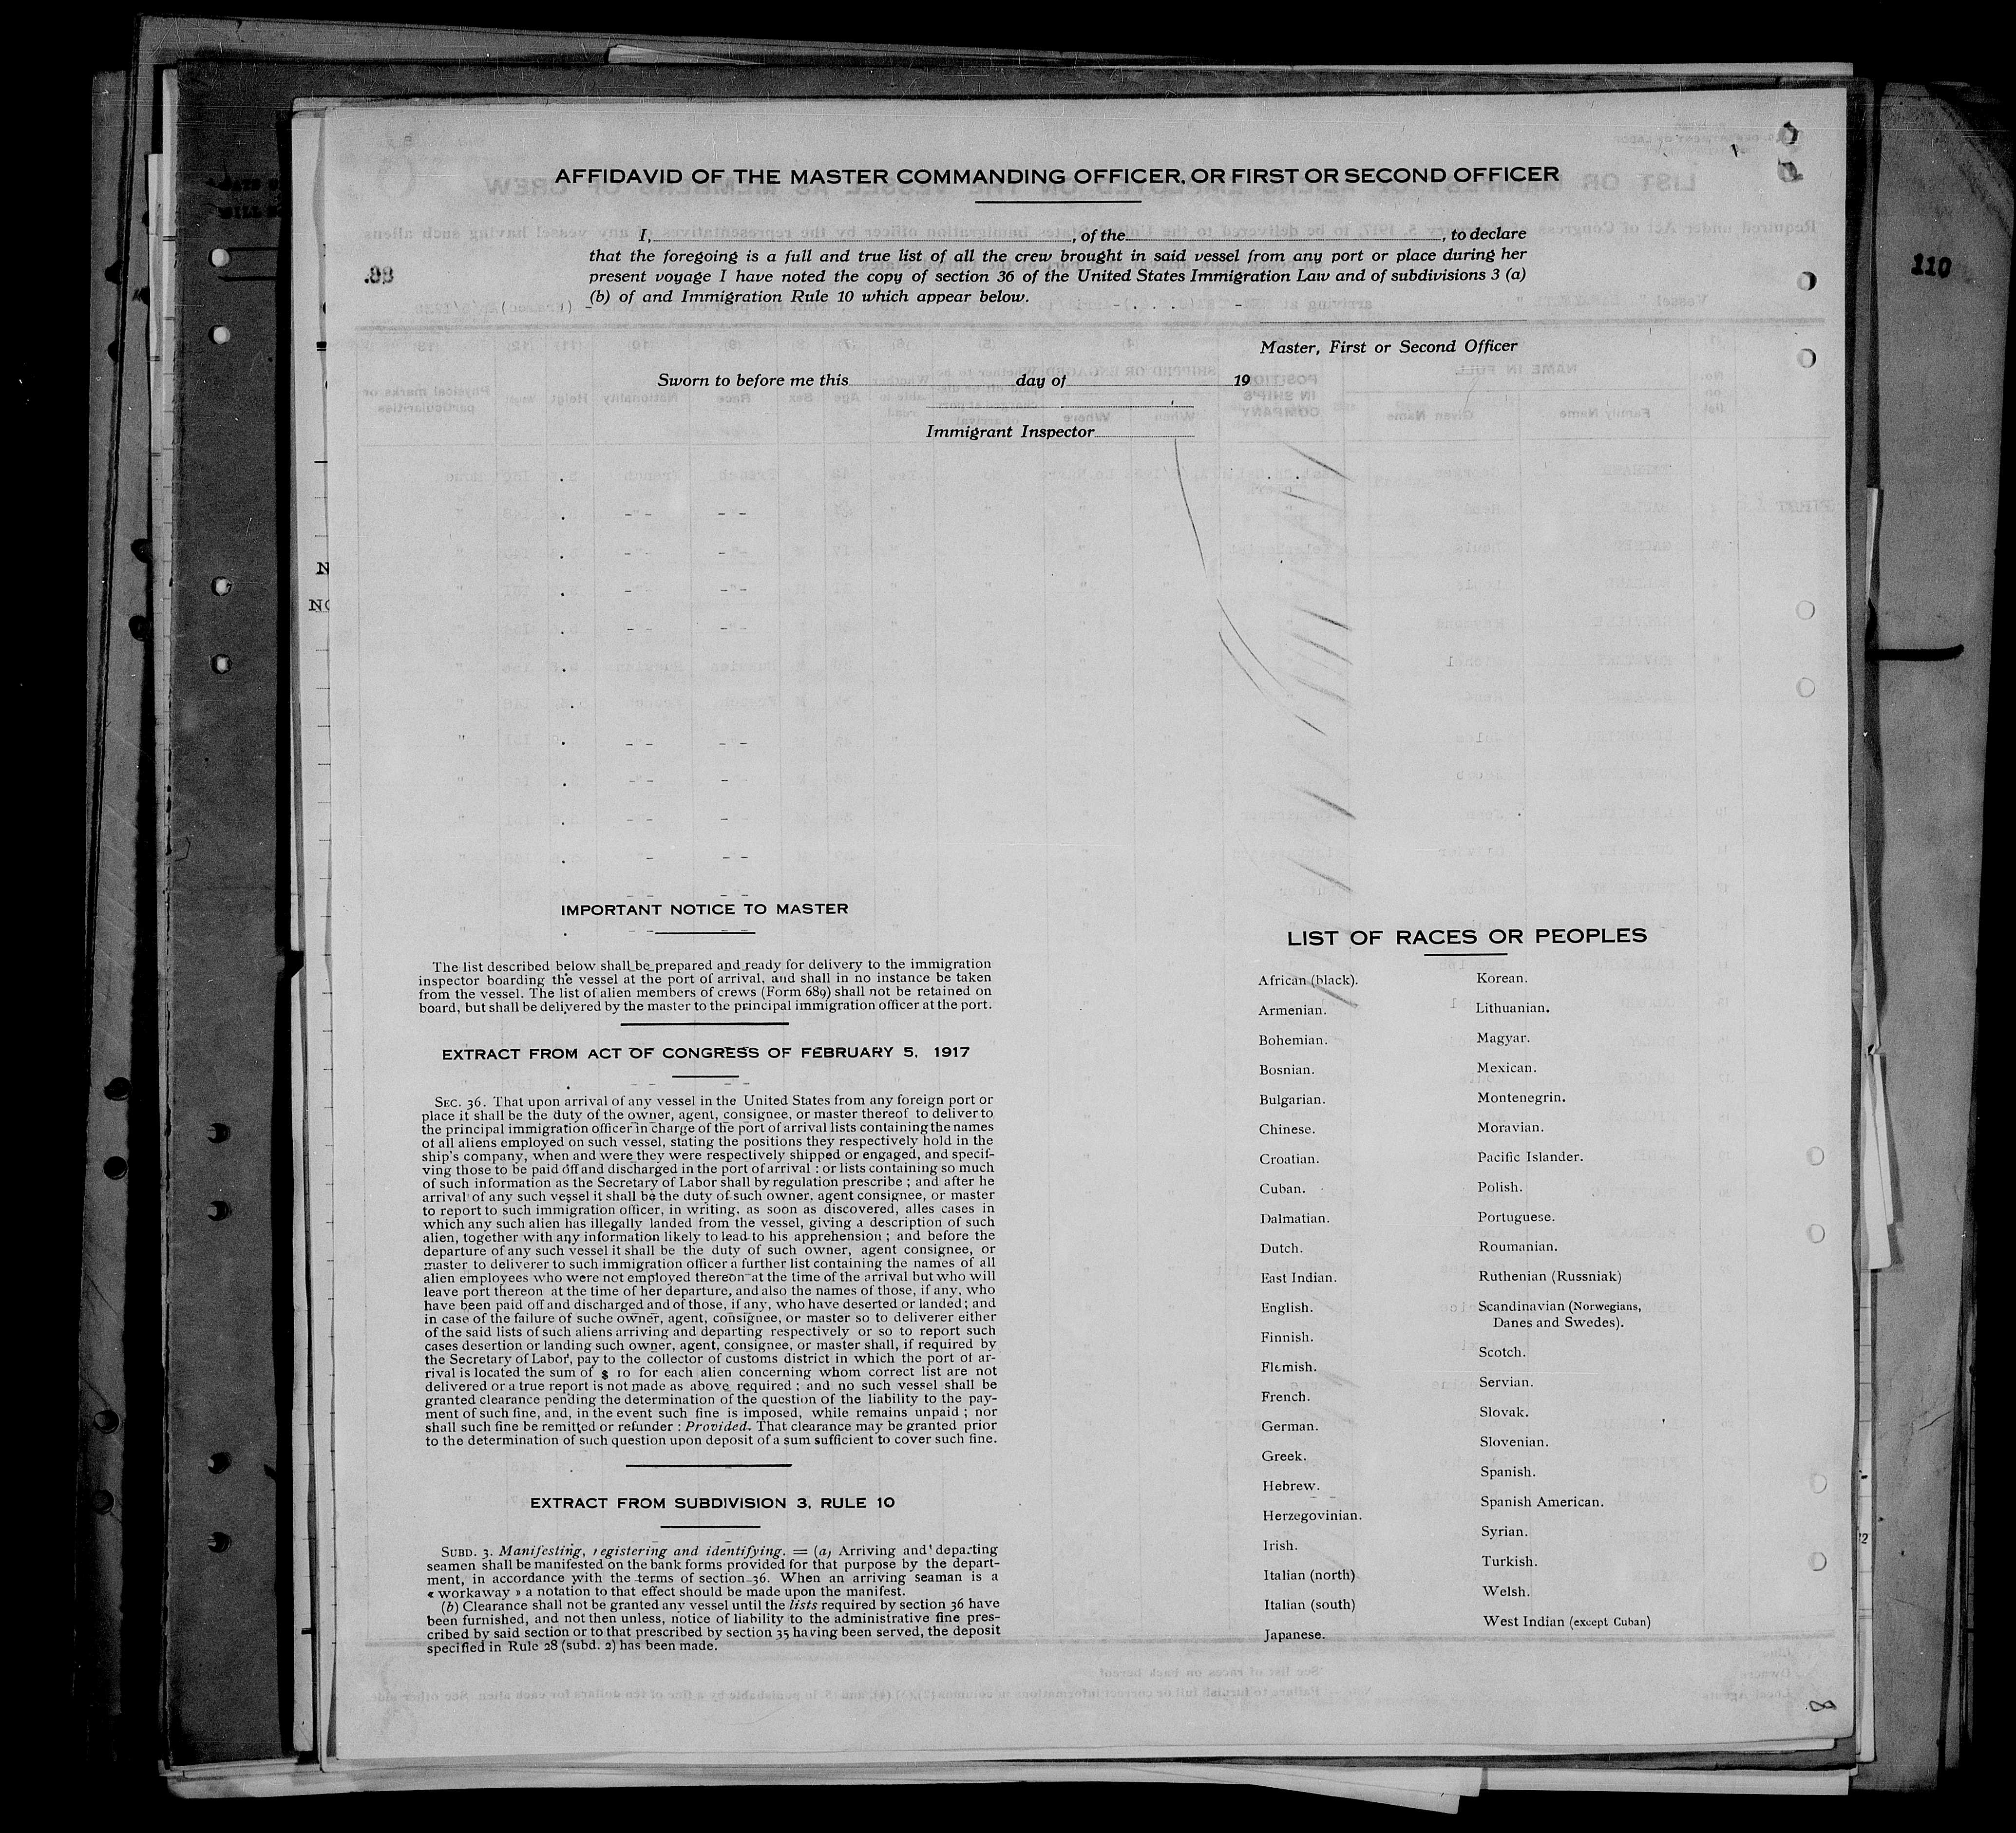 AFFIDAVID OF THE MASTER COMMANDING OFFICER, OR FIRST OR SECOND OFFICER
I, , of the , to declare
that the foregoing is a full and true list of all the crew brought in said vessel from any port or place during her
present voyage I have noted the copy of section 36 of the United States Immigration Law and of subdivisions 3 (a)
(b) of and Immigration Rule 10 which appear below.
98.
110
Master, First or Second Officer
Sworn to before me this day of 19
Immigrant Inspector
N
NO
IMPORTANT NOTICE TO MASTER
The list described below shall be prepared and ready for delivery to the immigration
inspector boarding the vessel at the port of arrival, and shall in no instance be taken
from the vessel. The list of alien members of crews (Form 689) shall not be retained on
board, but shall be delivered by the master to the principal immigration officer at the port.
EXTRACT FROM ACT OF CONGRESS OF FEBRUARY 5, 1917
SEC. 36. That upon arrival of any vessel in the United States from any foreign port or
place it shall be the duty of the owner, agent, consignee, or master thereof to deliver to
the principal immigration officer in charge of the port of arrival lists containing the names
of all aliens employed on such vessel, stating the positions they respectively hold in the
ship's company, when and were they were respectively shipped or engaged, and specif-
ving those to be paid off and discharged in the port of arrival : or lists containing so much
of such information as the Secretary of Labor shall by regulation prescribe ; and after he
arrival of any such vessel it shall be the duty of such owner, agent consignee, or master
to report to such immigration officer, in writing, as soon as discovered, alles cases in
which any such alien has illegally landed from the vessel, giving a description of such
alien, together with any information likely to lead to his apprehension ; and before the
departure of any such vessel it shall be the duty of such owner, agent consignee, or
master to deliverer to such immigration officer a further list containing the names of all
alien employees who were not employed thereon at the time of the arrival but who will
leave port thereon at the time of her departure, and also the names of those, if any, who
have been paid off and discharged and of those, if any, who have deserted or landed ; and
in case of the failure of suche owner, agent, consignee, or master so to deliverer either
of the said lists of such aliens arriving and departing respectively or so to report such
cases desertion or landing such owner, agent, consignee, or master shall, if required by
the Secretary of Labor, pay to the collector of customs district in which the port of ar-
rival is located the sum of $ 10 for each alien concerning whom correct list are not
delivered or a true report is not made as above required ; and no such vessel shall be
granted clearance pending the determination of the question of the liability to the pay-
ment of such fine, and, in the event such fine is imposed, while remains unpaid ; nor
shall such fine be remitted or refunder : Provided. That clearance may be granted prior
to the determination of such question upon deposit of a sum sufficient to cover such fine.
EXTRACT FROM SUBDIVISION 3, RULE 10
SUBD. 3. Manifesting, registering and identifying. = (a) Arriving and departing
seamen shall be manifested on the bank forms provided for that purpose by the depart-
ment, in accordance with the terms of section 36. When an arriving seaman is a
« workaway » a notation to that effect should be made upon the manifest.
(b) Clearance shall not be granted any vessel until the lists required by section 36 have
been furnished, and not then unless, notice of liability to the administrative fine pres-
cribed by said section or to that prescribed by section 35 having been served, the deposit
specified in Rule 28 (subd. 2) has been made.
LIST OF RACES OR PEOPLES
African (black).
Armenian.
Bohemian.
Bosnian.
Bulgarian.
Chinese.
Croatian.
Cuban.
Dalmatian.
Dutch.
East Indian.
English.
Finnish.
Flemish.
French.
German.
Greek.
Hebrew.
Herzegovinian.
Irish.
Italian (north)
Italian (south)
Japanese.
Korean.
Lithuanian.
Magyar.
Mexican.
Montenegrin.
Moravian.
Pacific Islander.
Polish.
Portuguese.
Roumanian.
Ruthenian (Russniak)
Scandinavian (Norwegians,
Danes and Swedes).
Scotch.
Servian.
Slovak.
Slovenian.
Spanish.
Spanish American.
Syrian.
Turkish.
Welsh.
West Indian (except Cuban)
8